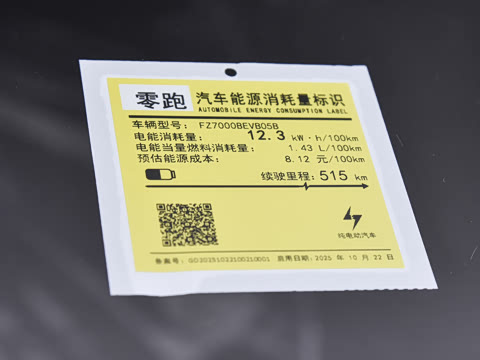 零跑 汽车能源消耗量标识
AUTOMOBILE ENERGY CONSUMPTION LABEL
车辆型号： FZ7000BEVB05B
电能消耗量： 12.3 kW·h/100km
电能当量燃料消耗量： 1.43 L/100km
预估能源成本： 8.12 元/100km
续驶里程：515 km
纯电动汽车
备案号： 启用日期：2025 年 10 月 22 日